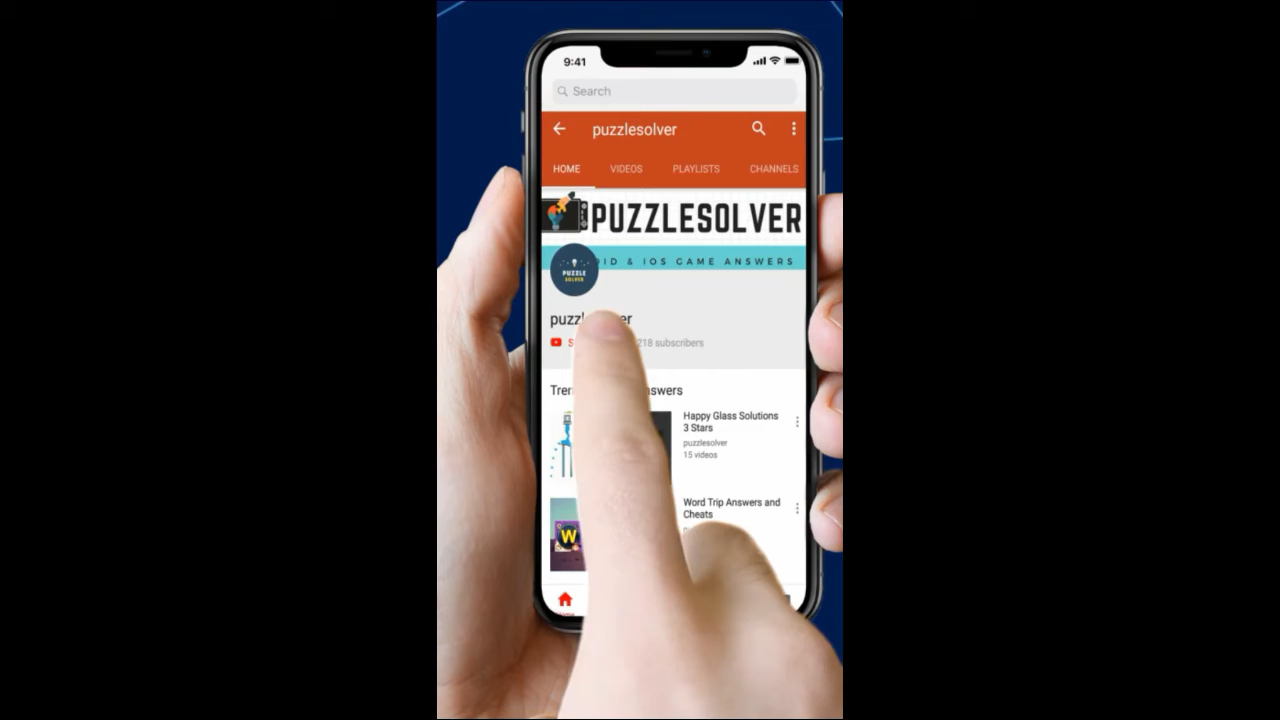 9:41
Search
puzzlesolver
HOME VIDEOS PLAYLISTS CHANNELS
PUZZLESOLVER
& IOS GAME ANSWERS
PUZZLE
SOLVER
218 subscribers
Happy Glass Solutions
3 Stars
puzzlesolver
15 videos
Word Trip Answers and
Cheats
W